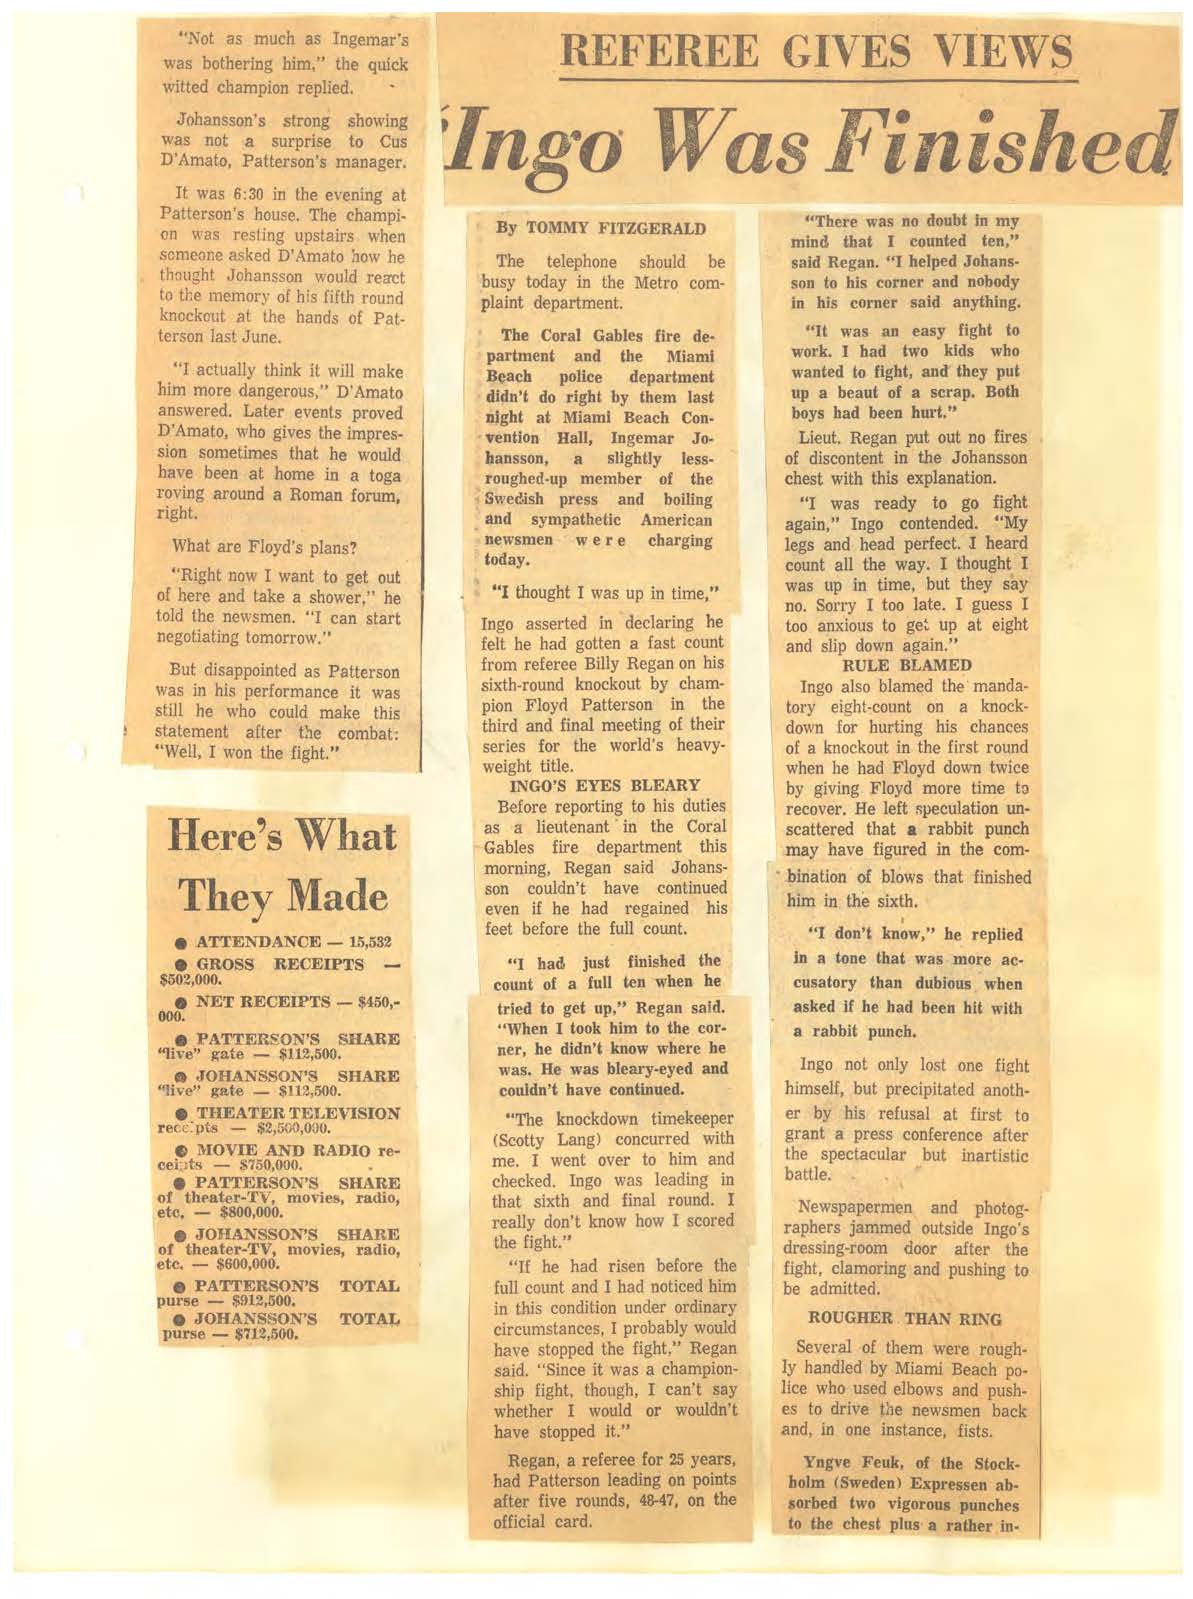 "Not as much as Ingemar's
was bothering him," the quick
witted champion replied.
Johansson's strong showing
was not a surprise to Cus
D'Amato, Patterson's manager.
It was 6:30 in the evening at
Patterson's house. The champi-
on was resting upstairs when
someone asked D'Amato how he
thought Johansson would react
to the memory of his fifth round
knockout at the hands of Pat-
terson last June.
"I actually think it will make
him more dangerous," D'Amato
answered. Later events proved
D'Amato, who gives the impres-
sion sometimes that he would
have been at home in a toga
roving around a Roman forum,
right.
What are Floyd's plans?
"Right now I want to get out
of here and take a shower," he
told the newsmen. "I can start
negotiating tomorrow."
But disappointed as Patterson
was in his performance it was
still he who could make this
statement after the combat:
"Well, I won the fight."
Here's What
They Made
● ATTENDANCE — 15,532
● GROSS RECEIPTS —
$502,000.
● NET RECEIPTS — $450,-
000.
● PATTERSON'S SHARE
"live" gate — $112,500.
● JOHANSSON'S SHARE
"live" gate — $112,500.
● THEATER TELEVISION
receipts — $2,500,000.
● MOVIE AND RADIO re-
ceipts — $750,000.
● PATTERSON'S SHARE
of theater-TV, movies, radio,
etc. — $800,000.
● JOHANSSON'S SHARE
of theater-TV, movies, radio,
etc. — $600,000.
● PATTERSON'S TOTAL
purse — $912,500.
● JOHANSSON'S TOTAL
purse — $712,500.
REFEREE GIVES VIEWS
'Ingo Was Finished
By TOMMY FITZGERALD
The telephone should be
busy today in the Metro com-
plaint department.
The Coral Gables fire de-
partment and the Miami
Beach police department
didn't do right by them last
night at Miami Beach Con-
vention Hall, Ingemar Jo-
hansson, a slightly less-
roughed-up member of the
Swedish press and boiling
and sympathetic American
newsmen were charging
today.
"I thought I was up in time,"
Ingo asserted in declaring he
felt he had gotten a fast count
from referee Billy Regan on his
sixth-round knockout by cham-
pion Floyd Patterson in the
third and final meeting of their
series for the world's heavy-
weight title.
INGO'S EYES BLEARY
Before reporting to his duties
as a lieutenant in the Coral
Gables fire department this
morning, Regan said Johans-
son couldn't have continued
even if he had regained his
feet before the full count.
"I had just finished the
count of a full ten when he
tried to get up," Regan said.
"When I took him to the cor-
ner, he didn't know where he
was. He was bleary-eyed and
couldn't have continued.
"The knockdown timekeeper
(Scotty Lang) concurred with
me. I went over to him and
checked. Ingo was leading in
that sixth and final round. I
really don't know how I scored
the fight."
"If he had risen before the
full count and I had noticed him
in this condition under ordinary
circumstances, I probably would
have stopped the fight," Regan
said. "Since it was a champion-
ship fight, though, I can't say
whether I would or wouldn't
have stopped it."
Regan, a referee for 25 years,
had Patterson leading on points
after five rounds, 48-47, on the
official card.
"There was no doubt in my
mind that I counted ten,"
said Regan. "I helped Johans-
son to his corner and nobody
in his corner said anything.
"It was an easy fight to
work. I had two kids who
wanted to fight, and they put
up a beaut of a scrap. Both
boys had been hurt."
Lieut. Regan put out no fires
of discontent in the Johansson
chest with this explanation.
"I was ready to go fight
again," Ingo contended. "My
legs and head perfect. I heard
count all the way. I thought I
was up in time, but they say
no. Sorry I too late. I guess I
too anxious to get up at eight
and slip down again."
RULE BLAMED
Ingo also blamed the manda-
tory eight-count on a knock-
down for hurting his chances
of a knockout in the first round
when he had Floyd down twice
by giving Floyd more time to
recover. He left speculation un-
scattered that a rabbit punch
may have figured in the com-
bination of blows that finished
him in the sixth.
"I don't know," he replied
in a tone that was more ac-
cusatory than dubious when
asked if he had been hit with
a rabbit punch.
Ingo not only lost one fight
himself, but precipitated anoth-
er by his refusal at first to
grant a press conference after
the spectacular but inartistic
battle.
Newspapermen and photog-
raphers jammed outside Ingo's
dressing-room door after the
fight, clamoring and pushing to
be admitted.
ROUGHER THAN RING
Several of them were rough-
ly handled by Miami Beach po-
lice who used elbows and push-
es to drive the newsmen back
and, in one instance, fists.
Yngve Feuk, of the Stock-
holm (Sweden) Expressen ab-
sorbed two vigorous punches
to the chest plus a rather in-